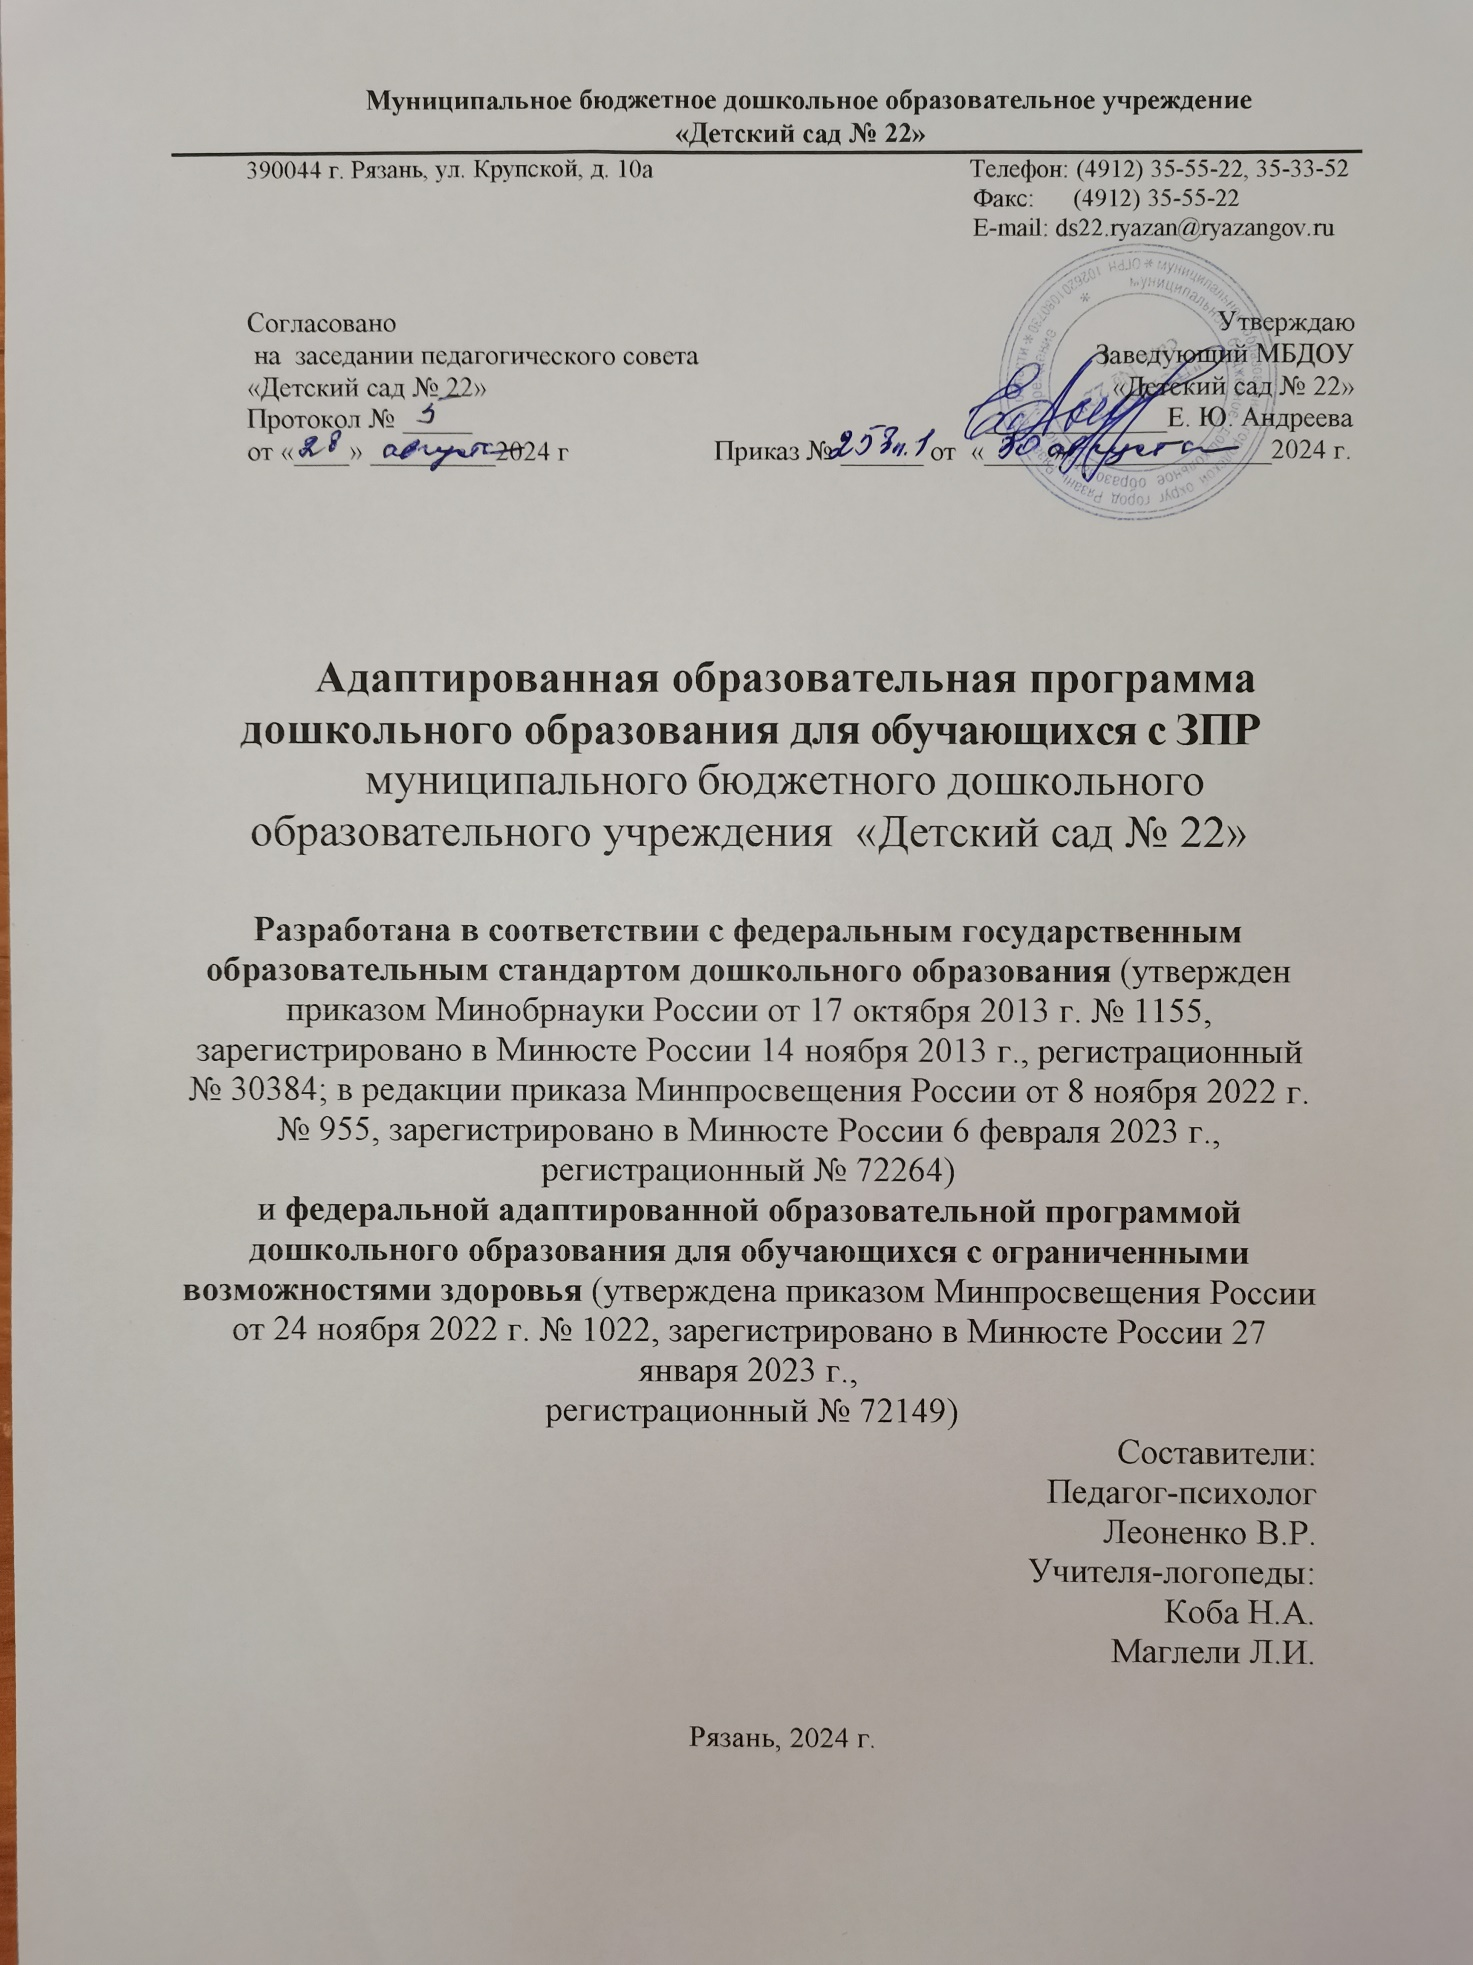 Муниципальное бюджетное дошкольное образовательное учреждение
«Детский сад № 22»
390044 г. Рязань, ул. Крупской, д. 10а
Телефон: (4912) 35-55-22, 35-33-52
Факс: (4912) 35-55-22
E-mail: ds22.ryazan@ryazangov.ru
Согласовано
на заседании педагогического совета
«Детский сад № 22»
Протокол № 5
от «28» август 2024 г
Утверждаю
Заведующий МБДОУ
«Детский сад № 22»
Е. Ю. Андреева
Приказ № 253п.1 от «30 августа 2024 г.
Адаптированная образовательная программа
дошкольного образования для обучающихся с ЗПР
муниципального бюджетного дошкольного
образовательного учреждения «Детский сад № 22»
Разработана в соответствии с федеральным государственным
образовательным стандартом дошкольного образования (утвержден
приказом Минобрнауки России от 17 октября 2013 г. № 1155,
зарегистрировано в Минюсте России 14 ноября 2013 г., регистрационный
№ 30384; в редакции приказа Минпросвещения России от 8 ноября 2022 г.
№ 955, зарегистрировано в Минюсте России 6 февраля 2023 г.,
регистрационный № 72264)
и федеральной адаптированной образовательной программой
дошкольного образования для обучающихся с ограниченными
возможностями здоровья (утверждена приказом Минпросвещения России
от 24 ноября 2022 г. № 1022, зарегистрировано в Минюсте России 27
января 2023 г.,
регистрационный № 72149)
Составители:
Педагог-психолог
Леоненко В.Р.
Учителя-логопеды:
Коба Н.А.
Маглели Л.И.
Рязань, 2024 г.